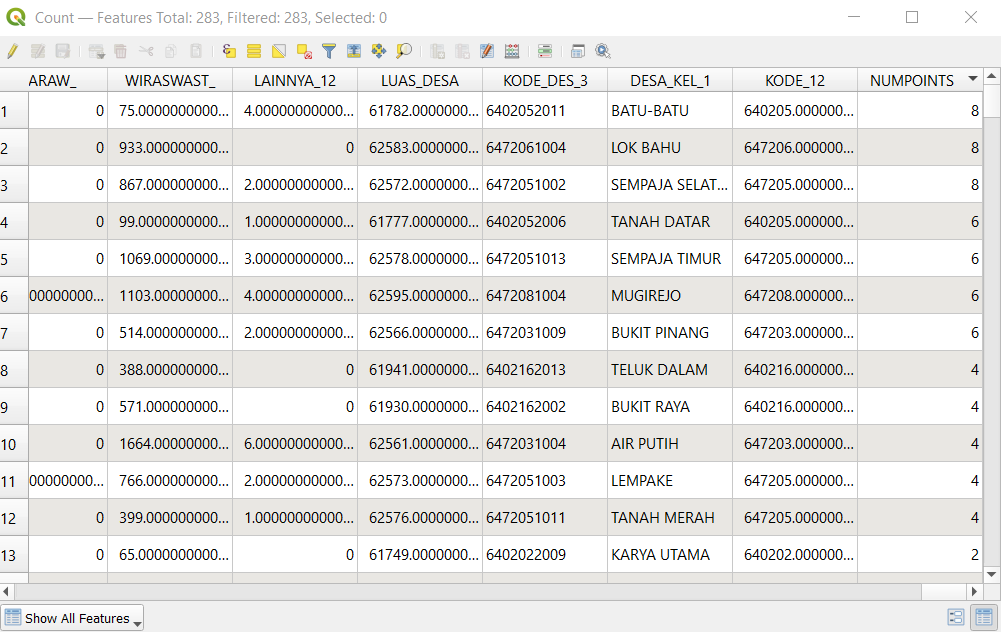 Count — Features Total: 283, Filtered: 283, Selected: 0
ARAW_ WIRASWAST_ LAINNYA_12 LUAS_DESA KODE_DES_3 DESA_KEL_1 KODE_12 NUMPOINTS
1 0 75.0000000000... 4.00000000000... 61782.0000000... 6402052011 BATU-BATU 640205.000000... 8
2 0 933.000000000... 0 62583.0000000... 6472061004 LOK BAHU 647206.000000... 8
3 0 867.000000000... 2.00000000000... 62572.0000000... 6472051002 SEMPAJA SELAT... 647205.000000... 8
4 0 99.0000000000... 1.00000000000... 61777.0000000... 6402052006 TANAH DATAR 640205.000000... 6
5 0 1069.00000000... 3.00000000000... 62578.0000000... 6472051013 SEMPAJA TIMUR 647205.000000... 6
6 00000000... 1103.00000000... 4.00000000000... 62595.0000000... 6472081004 MUGIREJO 647208.000000... 6
7 0 514.000000000... 2.00000000000... 62566.0000000... 6472031009 BUKIT PINANG 647203.000000... 6
8 0 388.000000000... 0 61941.0000000... 6402162013 TELUK DALAM 640216.000000... 4
9 0 571.000000000... 0 61930.0000000... 6402162002 BUKIT RAYA 640216.000000... 4
10 0 1664.00000000... 6.00000000000... 62561.0000000... 6472031004 AIR PUTIH 647203.000000... 4
11 00000000... 766.000000000... 2.00000000000... 62573.0000000... 6472051003 LEMPAKE 647205.000000... 4
12 0 399.000000000... 1.00000000000... 62576.0000000... 6472051011 TANAH MERAH 647205.000000... 4
13 0 65.0000000000... 0 61749.0000000... 6402022009 KARYA UTAMA 640202.000000... 2
Show All Features